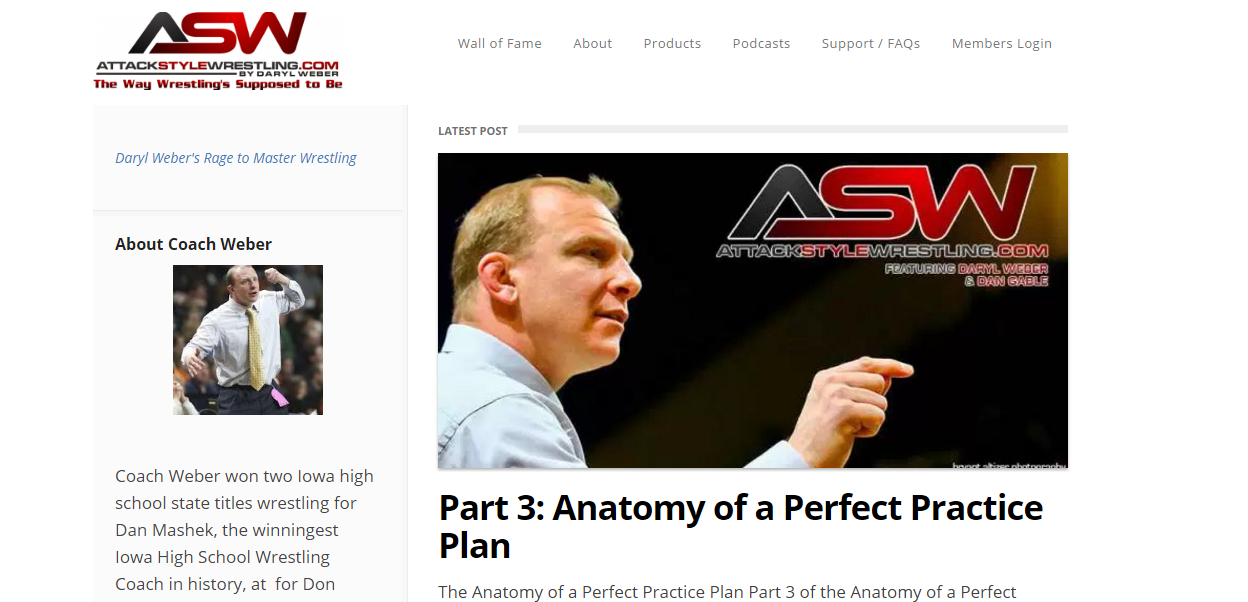 ASW
ATTACKSTYLEWRESTLING.COM
BY DARYL WEBER
The Way Wrestling's Supposed to Be
Wall of Fame
About
Products
Podcasts
Support / FAQs
Members Login
Daryl Weber's Rage to Master Wrestling
About Coach Weber
Coach Weber won two Iowa high
school state titles wrestling for
Dan Mashek, the winningest
Iowa High School Wrestling
Coach in history, at  for Don
LATEST POST
ASW
ATTACKSTYLEWRESTLING.COM
FEATURING DARYL WEBER
& DAN GABLE
bryant altizer photography
Part 3: Anatomy of a Perfect Practice
Plan
The Anatomy of a Perfect Practice Plan Part 3 of the Anatomy of a Perfect